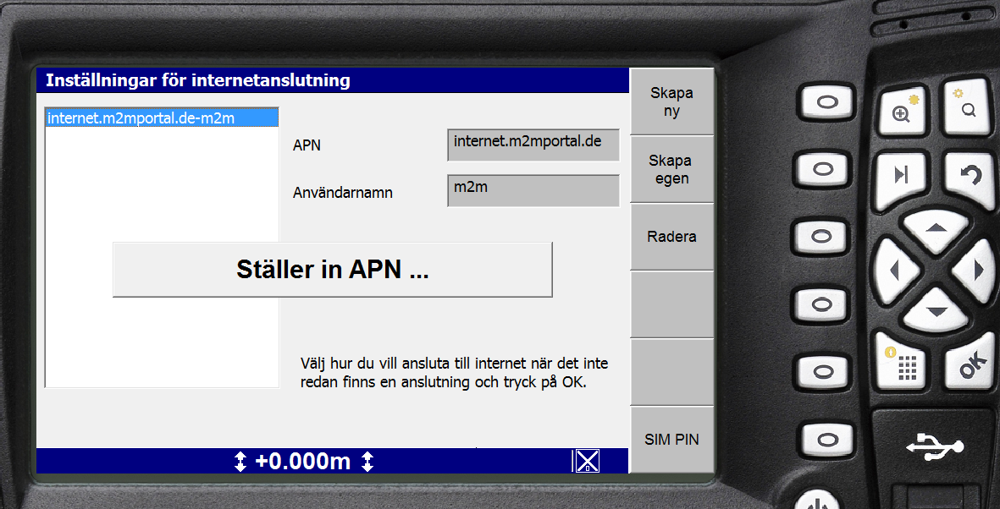 Inställningar för internetanslutning
internet.m2mportal.de-m2m
APN
internet.m2mportal.de
Användarnamn
m2m
Ställer in APN ...
Välj hur du vill ansluta till internet när det inte
redan finns en anslutning och tryck på OK.
+0.000m
Skapa
ny
Skapa
egen
Radera
SIM PIN
OK